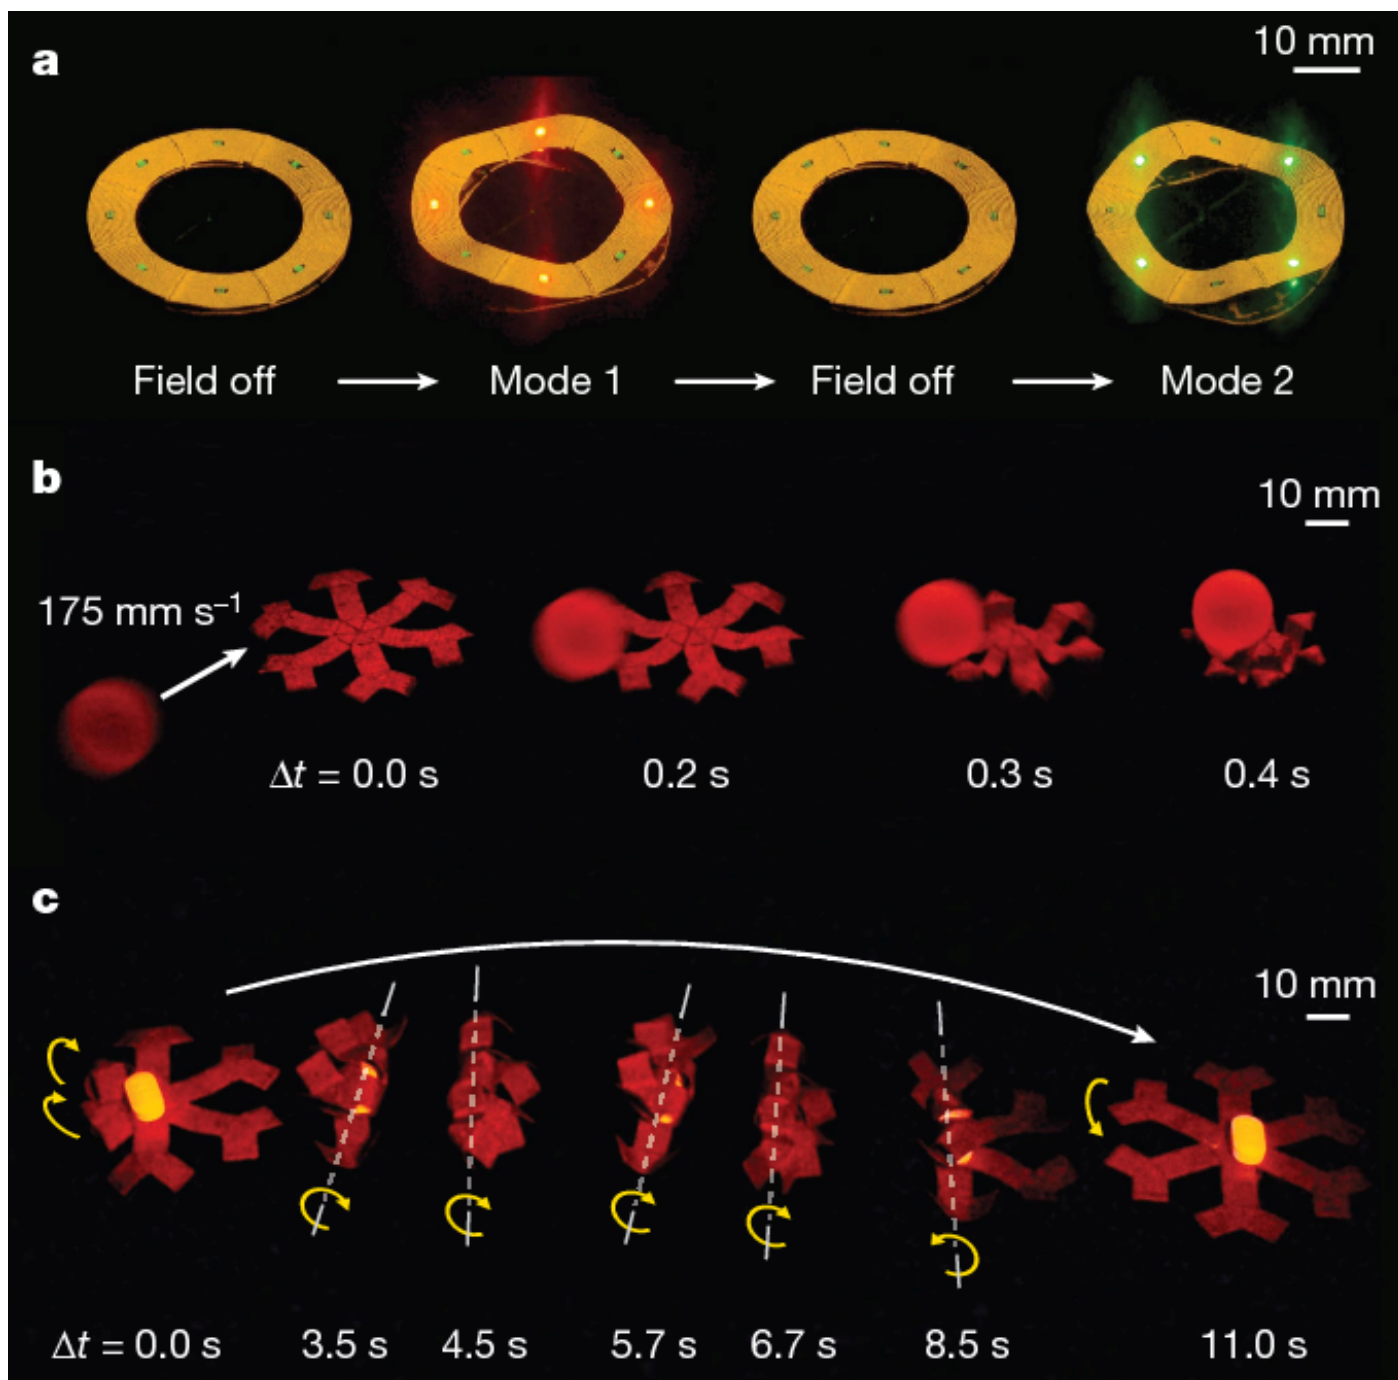 a
10 mm
Field off
Mode 1
Field off
Mode 2
b
10 mm
175 mm s⁻¹
Δt = 0.0 s
0.2 s
0.3 s
0.4 s
c
10 mm
Δt = 0.0 s
3.5 s
4.5 s
5.7 s
6.7 s
8.5 s
11.0 s